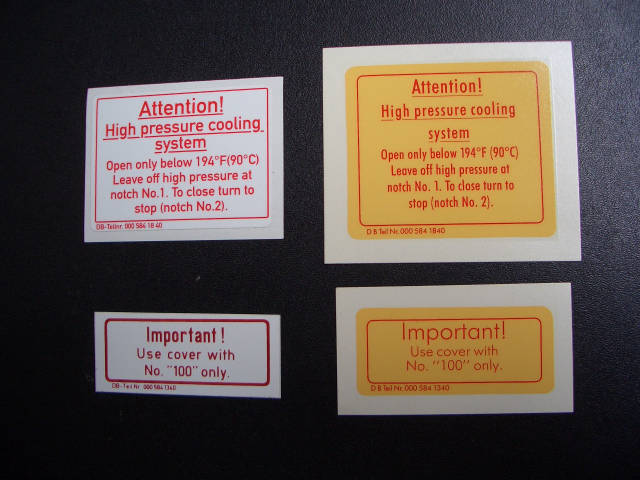 Attention!
High pressure cooling
system
Open only below 194°F(90°C)
Leave off high pressure at
notch No.1. To close turn to
stop (notch No.2).
DB-Teilnr. 000 584 18 40
Attention!
High pressure cooling
system
Open only below 194°F (90°C)
Leave off high pressure at
notch No. 1. To close turn to
stop (notch No. 2).
D B Teil Nr. 000 584 1840
Important!
Use cover with
No. "100" only.
DB-Teil Nr 000 584 1340
Important!
Use cover with
No. "100" only.
D B Teil Nr. 000 584 1340